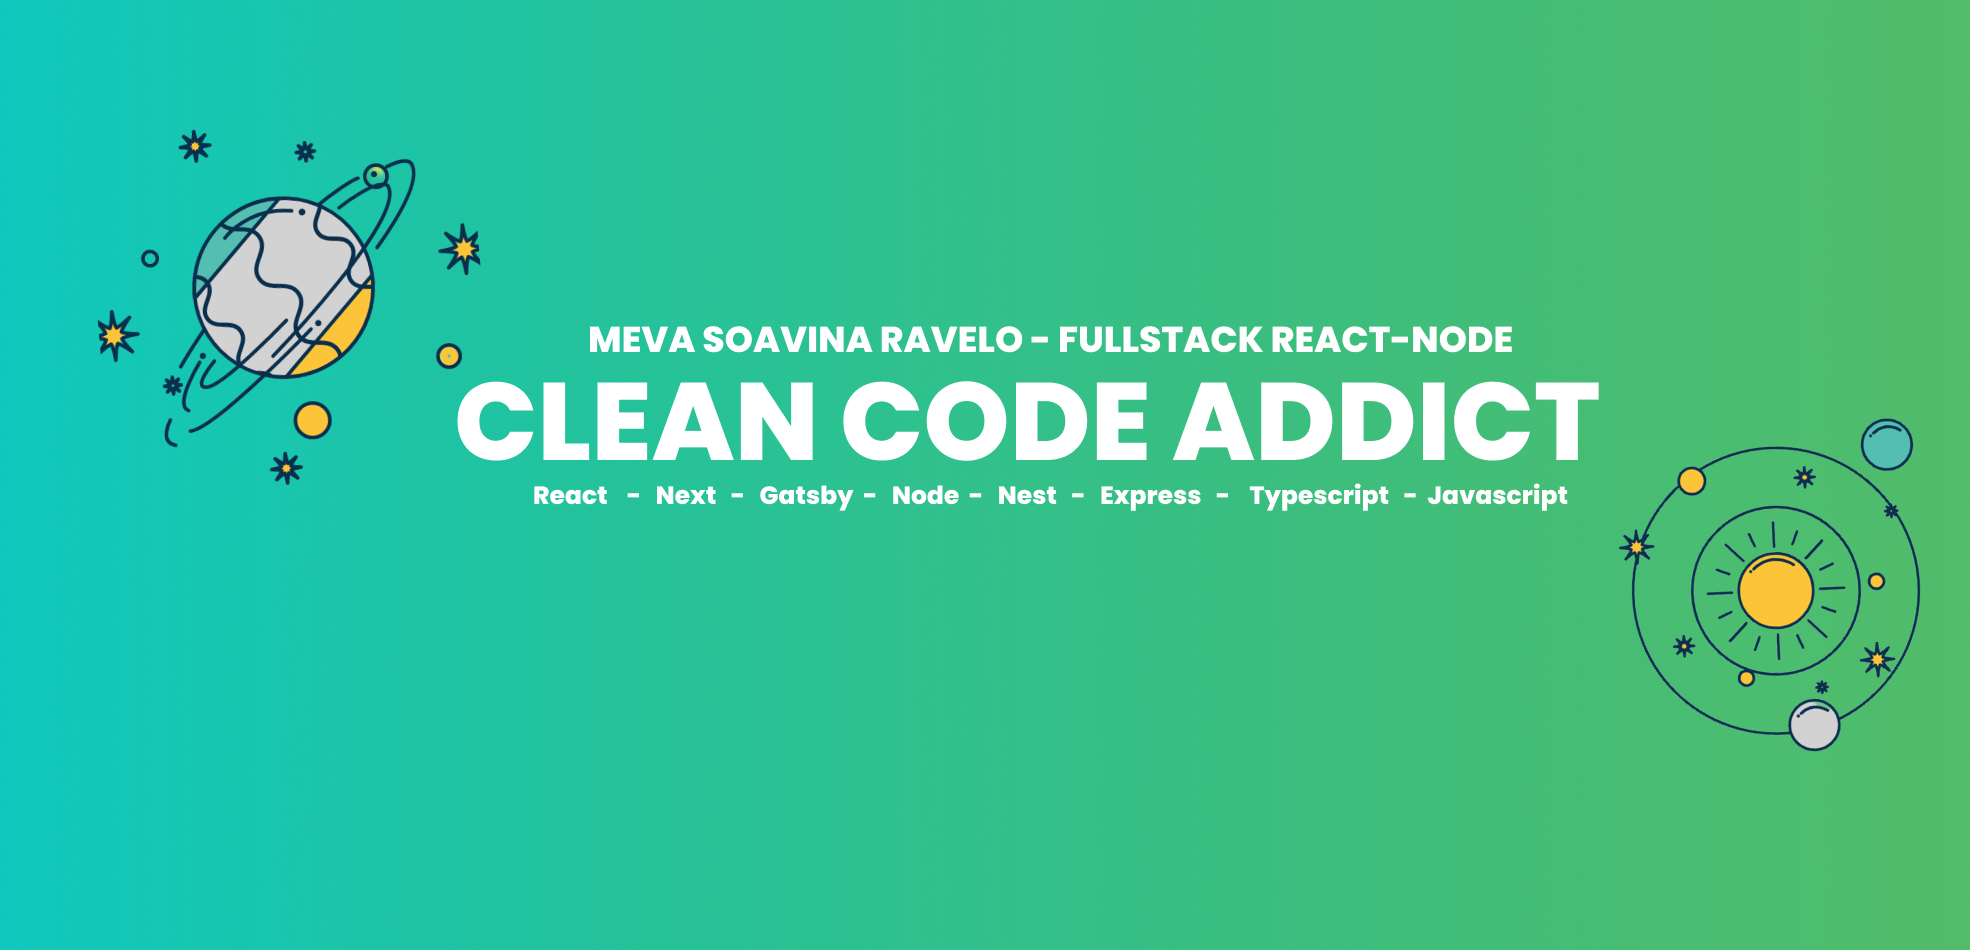 MEVA SOAVINA RAVELO - FULLSTACK REACT-NODE
CLEAN CODE ADDICT
React - Next - Gatsby - Node - Nest - Express - Typescript - Javascript